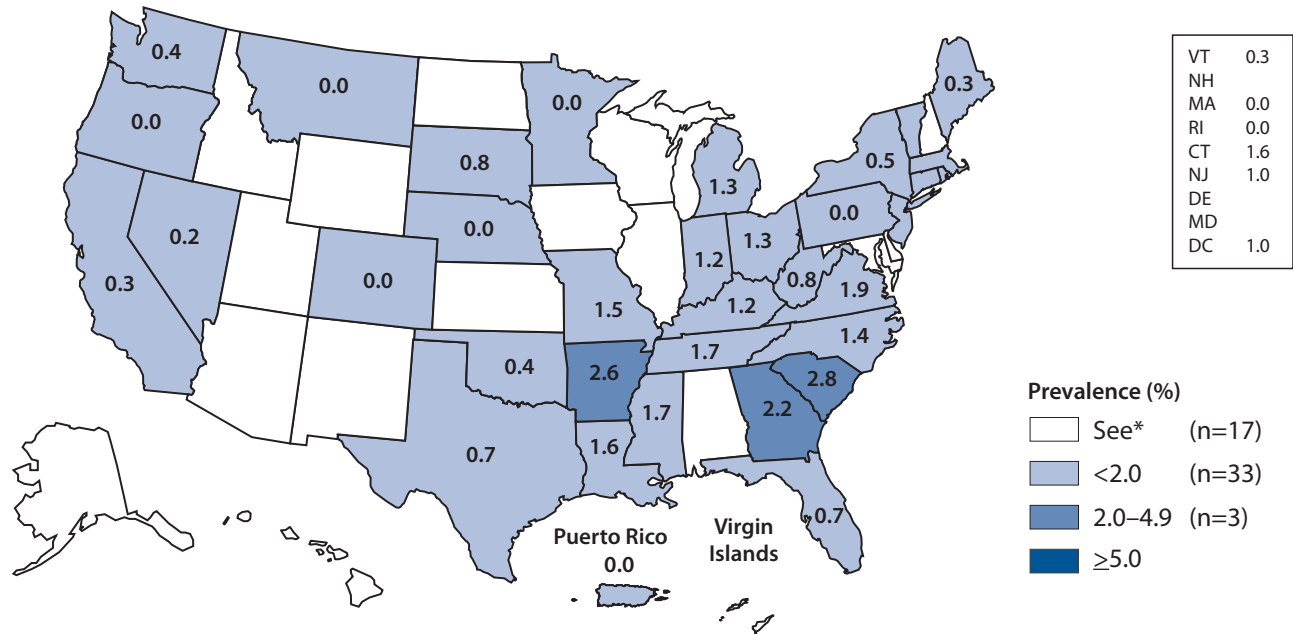 0.4
0.0
0.0
0.3
0.2
0.0
0.8
0.0
0.0
0.4
0.7
1.5
2.6
1.6
1.7
1.3
1.2
1.3
1.2
1.7
0.8
1.9
1.4
2.8
2.2
0.7
0.0
0.5
0.3
VT 0.3
NH
MA 0.0
RI 0.0
CT 1.6
NJ 1.0
DE
MD
DC 1.0
Puerto Rico
0.0
Virgin
Islands
Prevalence (%)
See* (n=17)
<2.0 (n=33)
2.0–4.9 (n=3)
≥5.0